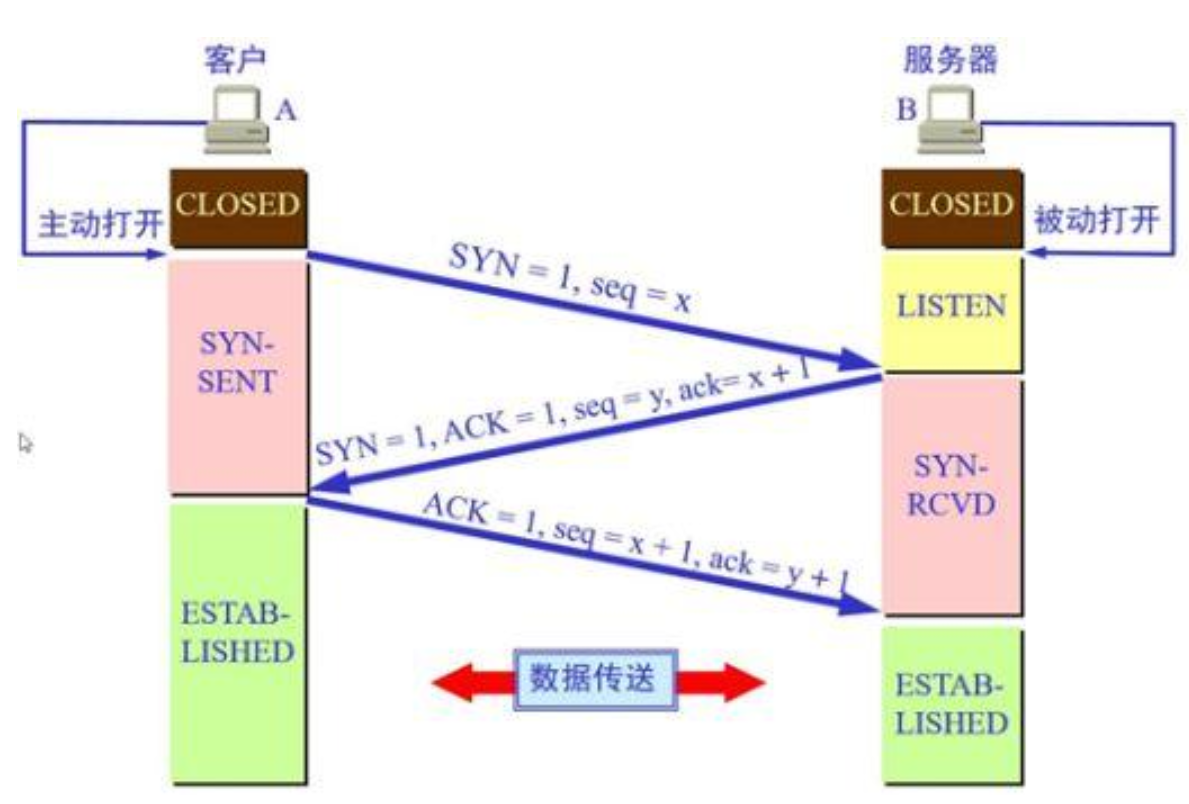 客户
服务器
A
B
CLOSED
CLOSED
主动打开
被动打开
SYN = 1, seq = x
LISTEN
SYN-
SENT
SYN = 1, ACK = 1, seq = y, ack= x + 1
SYN-
RCVD
ACK = 1, seq = x + 1, ack = y + 1
ESTAB-
LISHED
数据传送
ESTAB-
LISHED